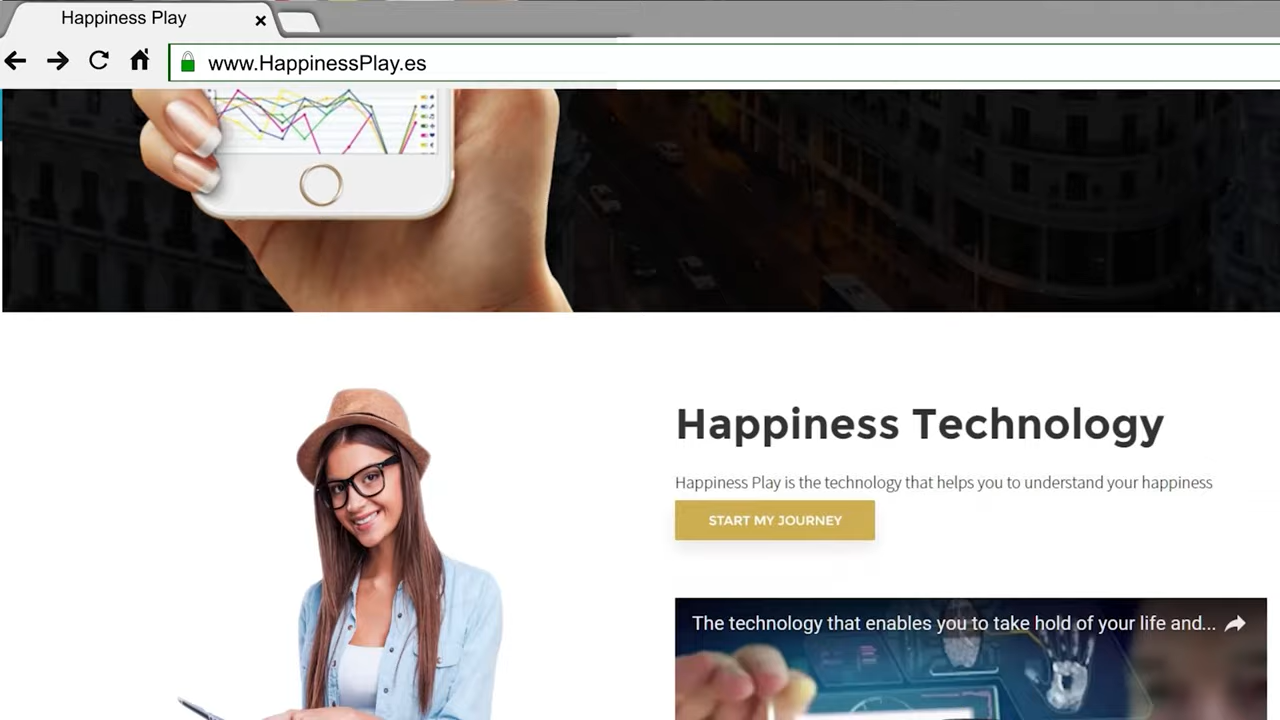 Happiness Play
www.HappinessPlay.es
Happiness Technology
Happiness Play is the technology that helps you to understand your happiness
START MY JOURNEY
The technology that enables you to take hold of your life and...